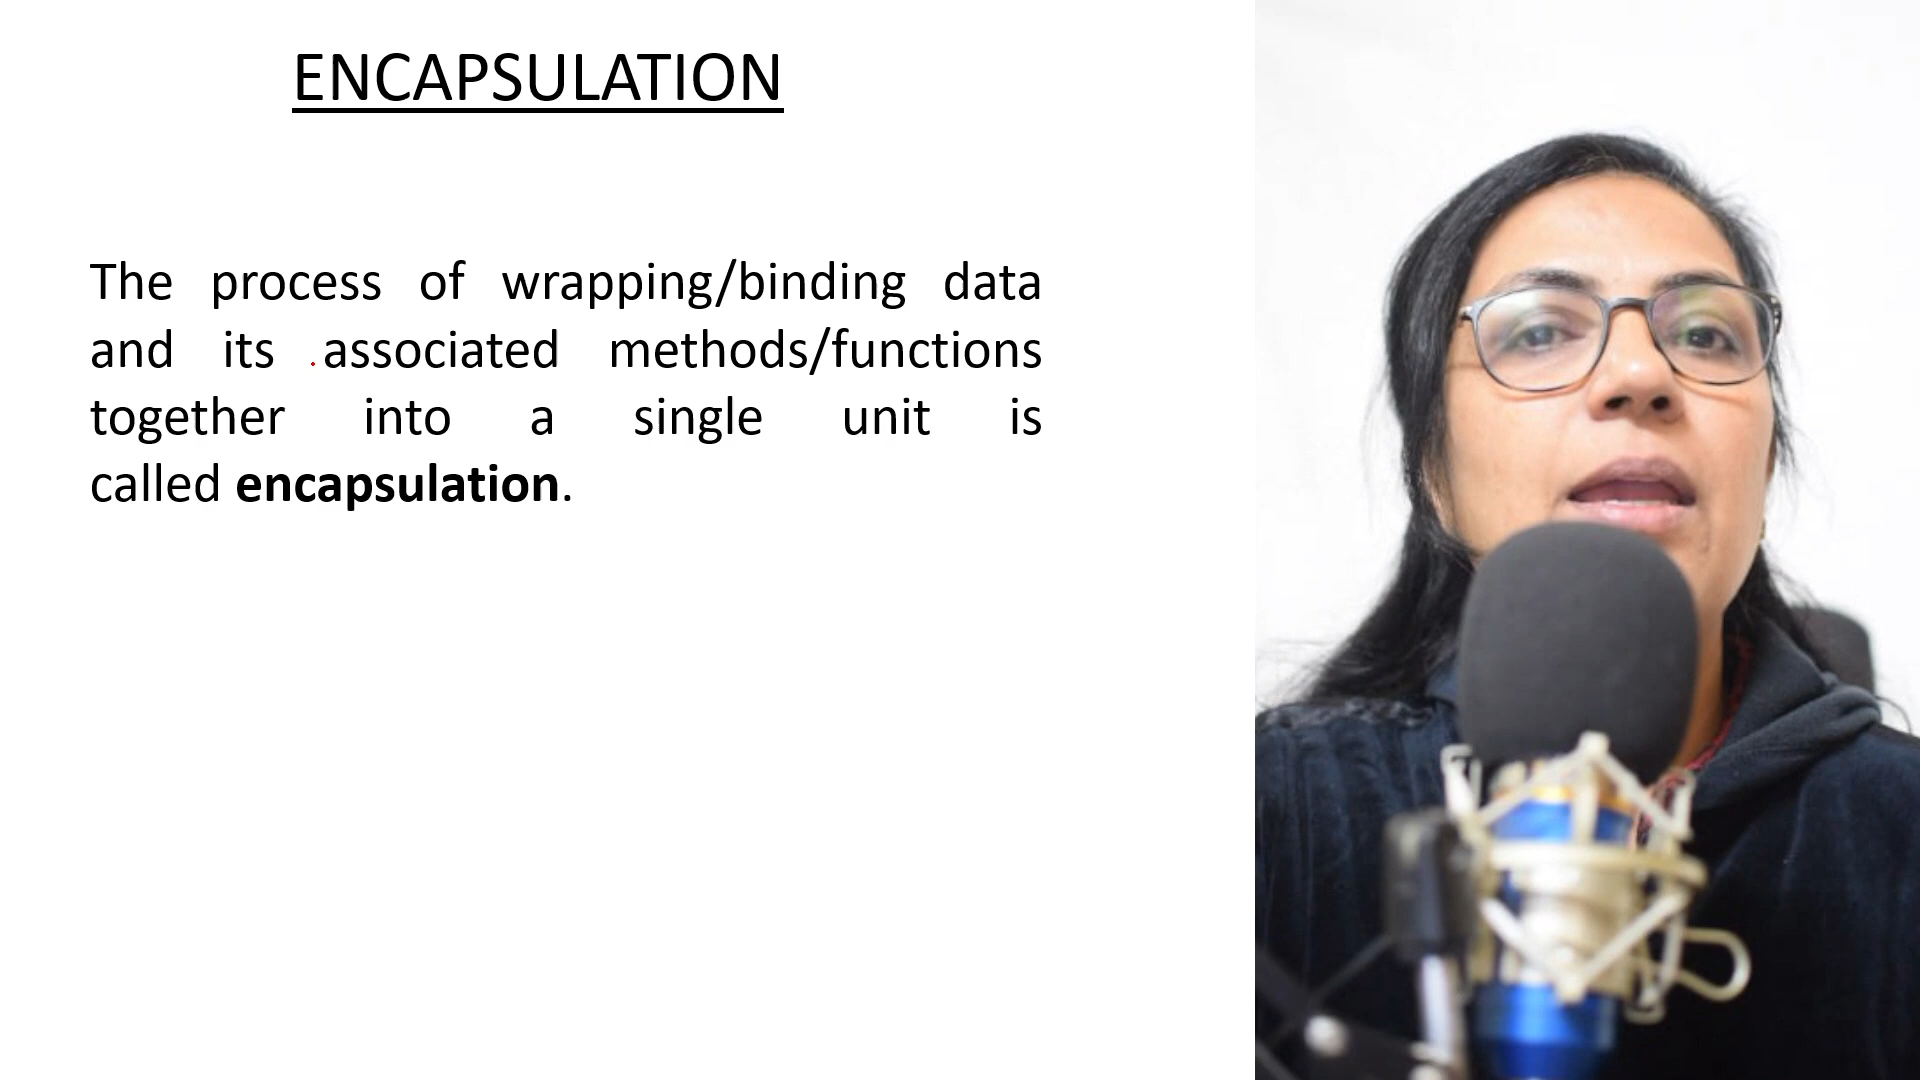 ENCAPSULATION
The process of wrapping/binding data
and its associated methods/functions
together into a single unit is
called encapsulation.